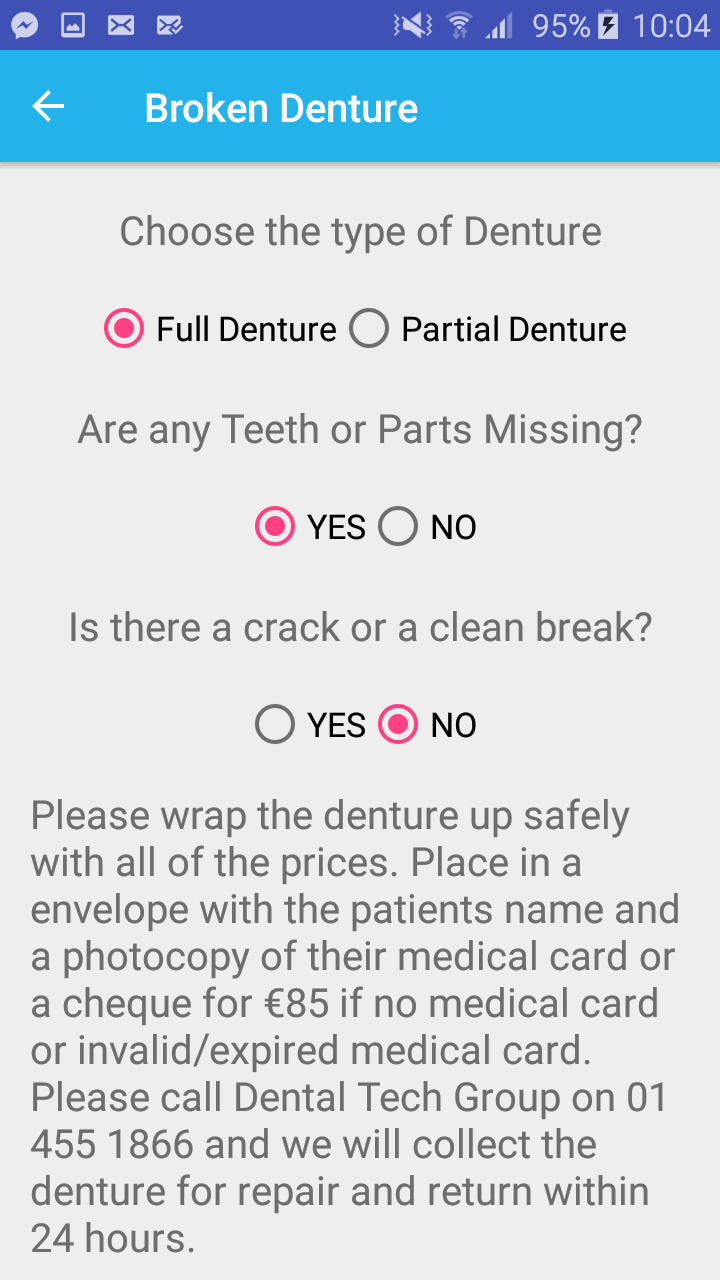 95% 10:04
Broken Denture
Choose the type of Denture
Full Denture Partial Denture
Are any Teeth or Parts Missing?
YES NO
Is there a crack or a clean break?
YES NO
Please wrap the denture up safely
with all of the prices. Place in a
envelope with the patients name and
a photocopy of their medical card or
a cheque for €85 if no medical card
or invalid/expired medical card.
Please call Dental Tech Group on 01
455 1866 and we will collect the
denture for repair and return within
24 hours.